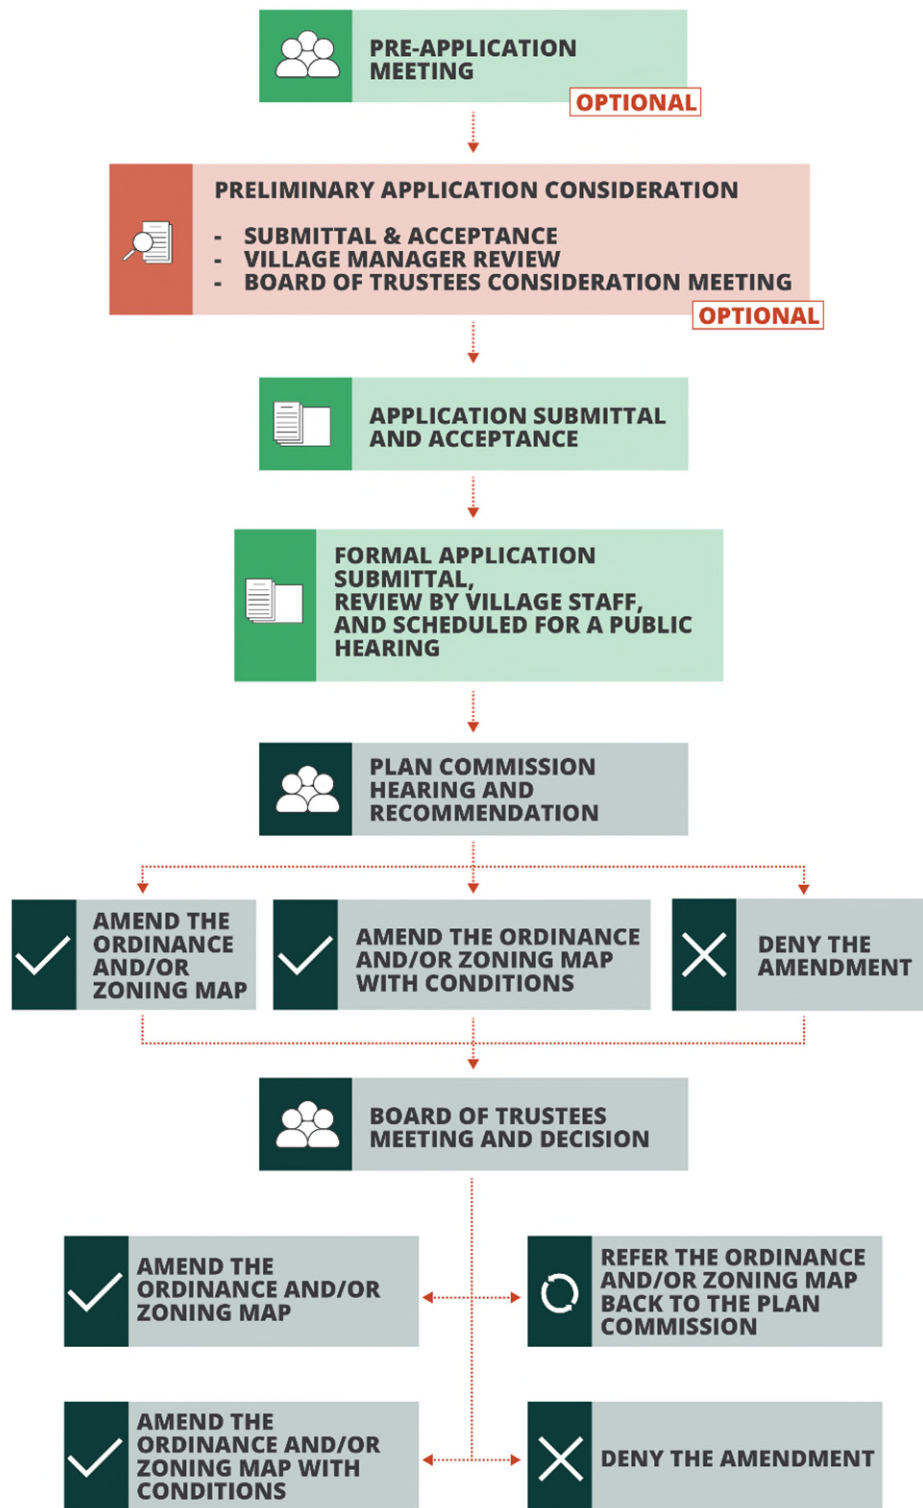 PRE-APPLICATION
MEETING
OPTIONAL
PRELIMINARY APPLICATION CONSIDERATION
- SUBMITTAL & ACCEPTANCE
- VILLAGE MANAGER REVIEW
- BOARD OF TRUSTEES CONSIDERATION MEETING
OPTIONAL
APPLICATION SUBMITTAL
AND ACCEPTANCE
FORMAL APPLICATION
SUBMITTAL,
REVIEW BY VILLAGE STAFF,
AND SCHEDULED FOR A PUBLIC
HEARING
PLAN COMMISSION
HEARING AND
RECOMMENDATION
AMEND THE
ORDINANCE
AND/OR
ZONING MAP
AMEND THE ORDINANCE
AND/OR ZONING MAP
WITH CONDITIONS
DENY THE
AMENDMENT
BOARD OF TRUSTEES
MEETING AND DECISION
AMEND THE
ORDINANCE AND/OR
ZONING MAP
REFER THE ORDINANCE
AND/OR ZONING MAP
BACK TO THE PLAN
COMMISSION
AMEND THE
ORDINANCE AND/OR
ZONING MAP WITH
CONDITIONS
DENY THE AMENDMENT